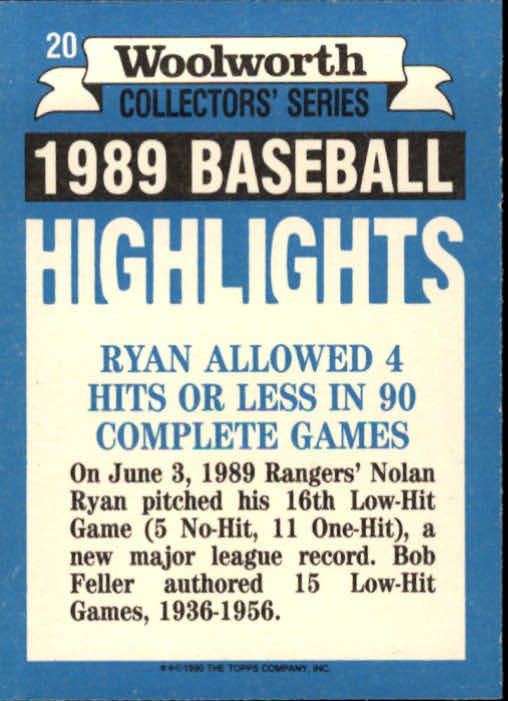 20
Woolworth
COLLECTORS' SERIES
1989 BASEBALL
HIGHLIGHTS
RYAN ALLOWED 4
HITS OR LESS IN 90
COMPLETE GAMES
On June 3, 1989 Rangers' Nolan
Ryan pitched his 16th Low-Hit
Game (5 No-Hit, 11 One-Hit), a
new major league record. Bob
Feller authored 15 Low-Hit
Games, 1936-1956.
**©1990 THE TOPPS COMPANY, INC.